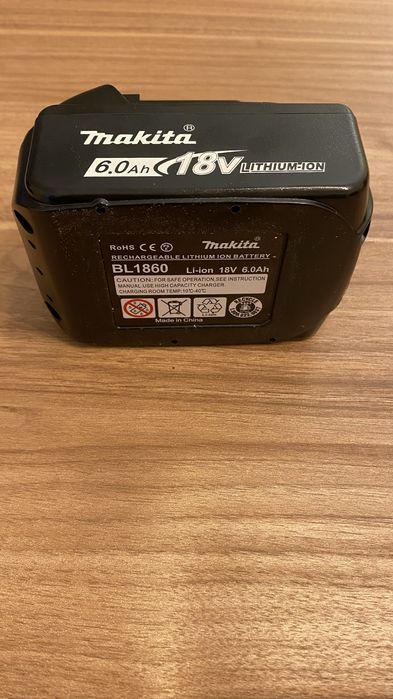 makita®
6.0Ah 18V LITHIUM-ION
RoHS CE makita®
RECHARGEABLE LITHIUM ION BATTERY
BL1860 Li-ion 18V 6.0Ah
CAUTION: FOR SAFE OPERATION,SEE INSTRUCTION
MANUAL,USE HIGH CAPACITY CHARGER.
CHARGING ROOM TEMP:10℃-40℃
Li-ion
Made in China